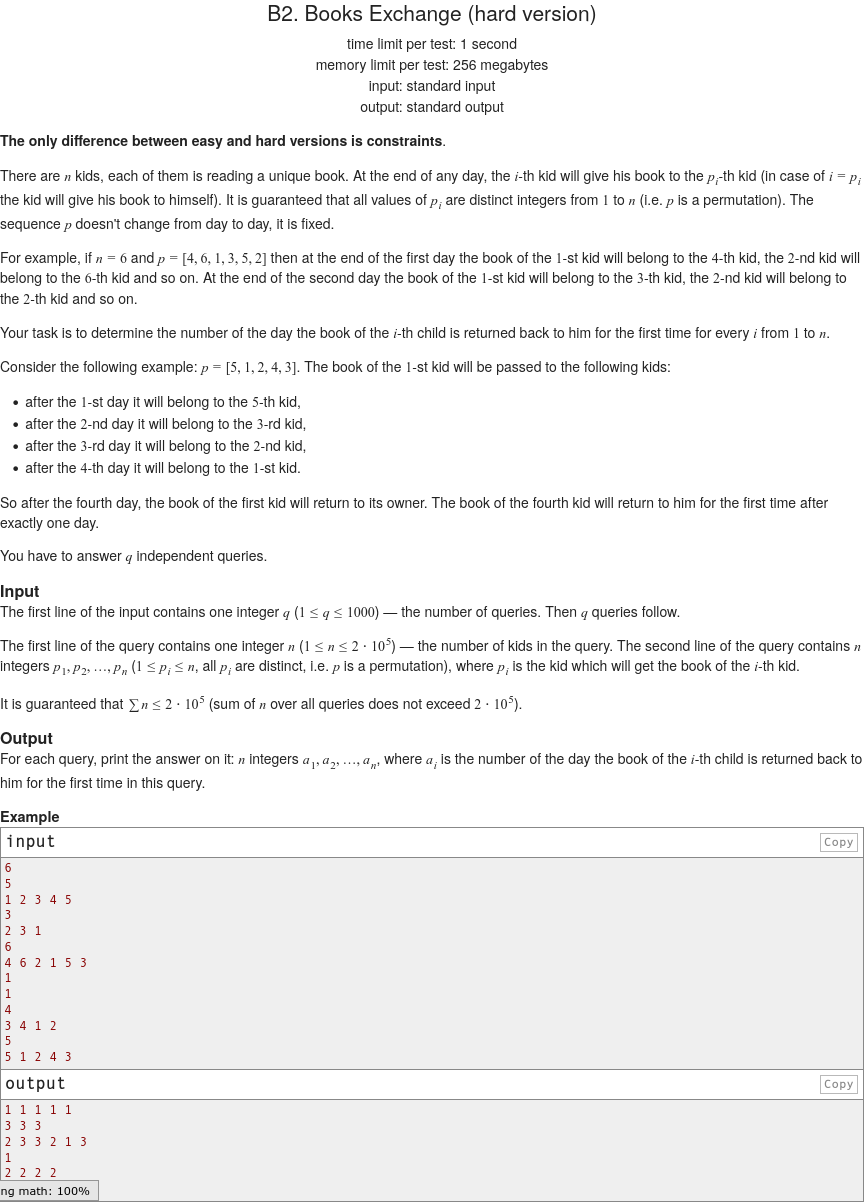 B2. Books Exchange (hard version)
time limit per test: 1 second
memory limit per test: 256 megabytes
input: standard input
output: standard output
The only difference between easy and hard versions is constraints.
There are n kids, each of them is reading a unique book. At the end of any day, the i-th kid will give his book to the p_i-th kid (in case of i = p_i
the kid will give his book to himself). It is guaranteed that all values of p_i are distinct integers from 1 to n (i.e. p is a permutation). The
sequence p doesn't change from day to day, it is fixed.
For example, if n = 6 and p = [4, 6, 1, 3, 5, 2] then at the end of the first day the book of the 1-st kid will belong to the 4-th kid, the 2-nd kid will
belong to the 6-th kid and so on. At the end of the second day the book of the 1-st kid will belong to the 3-th kid, the 2-nd kid will belong to
the 2-th kid and so on.
Your task is to determine the number of the day the book of the i-th child is returned back to him for the first time for every i from 1 to n.
Consider the following example: p = [5, 1, 2, 4, 3]. The book of the 1-st kid will be passed to the following kids:
• after the 1-st day it will belong to the 5-th kid,
• after the 2-nd day it will belong to the 3-rd kid,
• after the 3-rd day it will belong to the 2-nd kid,
• after the 4-th day it will belong to the 1-st kid.
So after the fourth day, the book of the first kid will return to its owner. The book of the fourth kid will return to him for the first time after
exactly one day.
You have to answer q independent queries.
Input
The first line of the input contains one integer q (1 ≤ q ≤ 1000) — the number of queries. Then q queries follow.
The first line of the query contains one integer n (1 ≤ n ≤ 2 · 10^5) — the number of kids in the query. The second line of the query contains n
integers p_1, p_2, …, p_n (1 ≤ p_i ≤ n, all p_i are distinct, i.e. p is a permutation), where p_i is the kid which will get the book of the i-th kid.
It is guaranteed that ∑ n ≤ 2 · 10^5 (sum of n over all queries does not exceed 2 · 10^5).
Output
For each query, print the answer on it: n integers a_1, a_2, …, a_n, where a_i is the number of the day the book of the i-th child is returned back to
him for the first time in this query.
Example
input Copy
6
5
1 2 3 4 5
3
2 3 1
6
4 6 2 1 5 3
1
1
4
3 4 1 2
5
5 1 2 4 3
output Copy
1 1 1 1 1
3 3 3
2 3 3 2 1 3
1
2 2 2 2
ng math: 100%